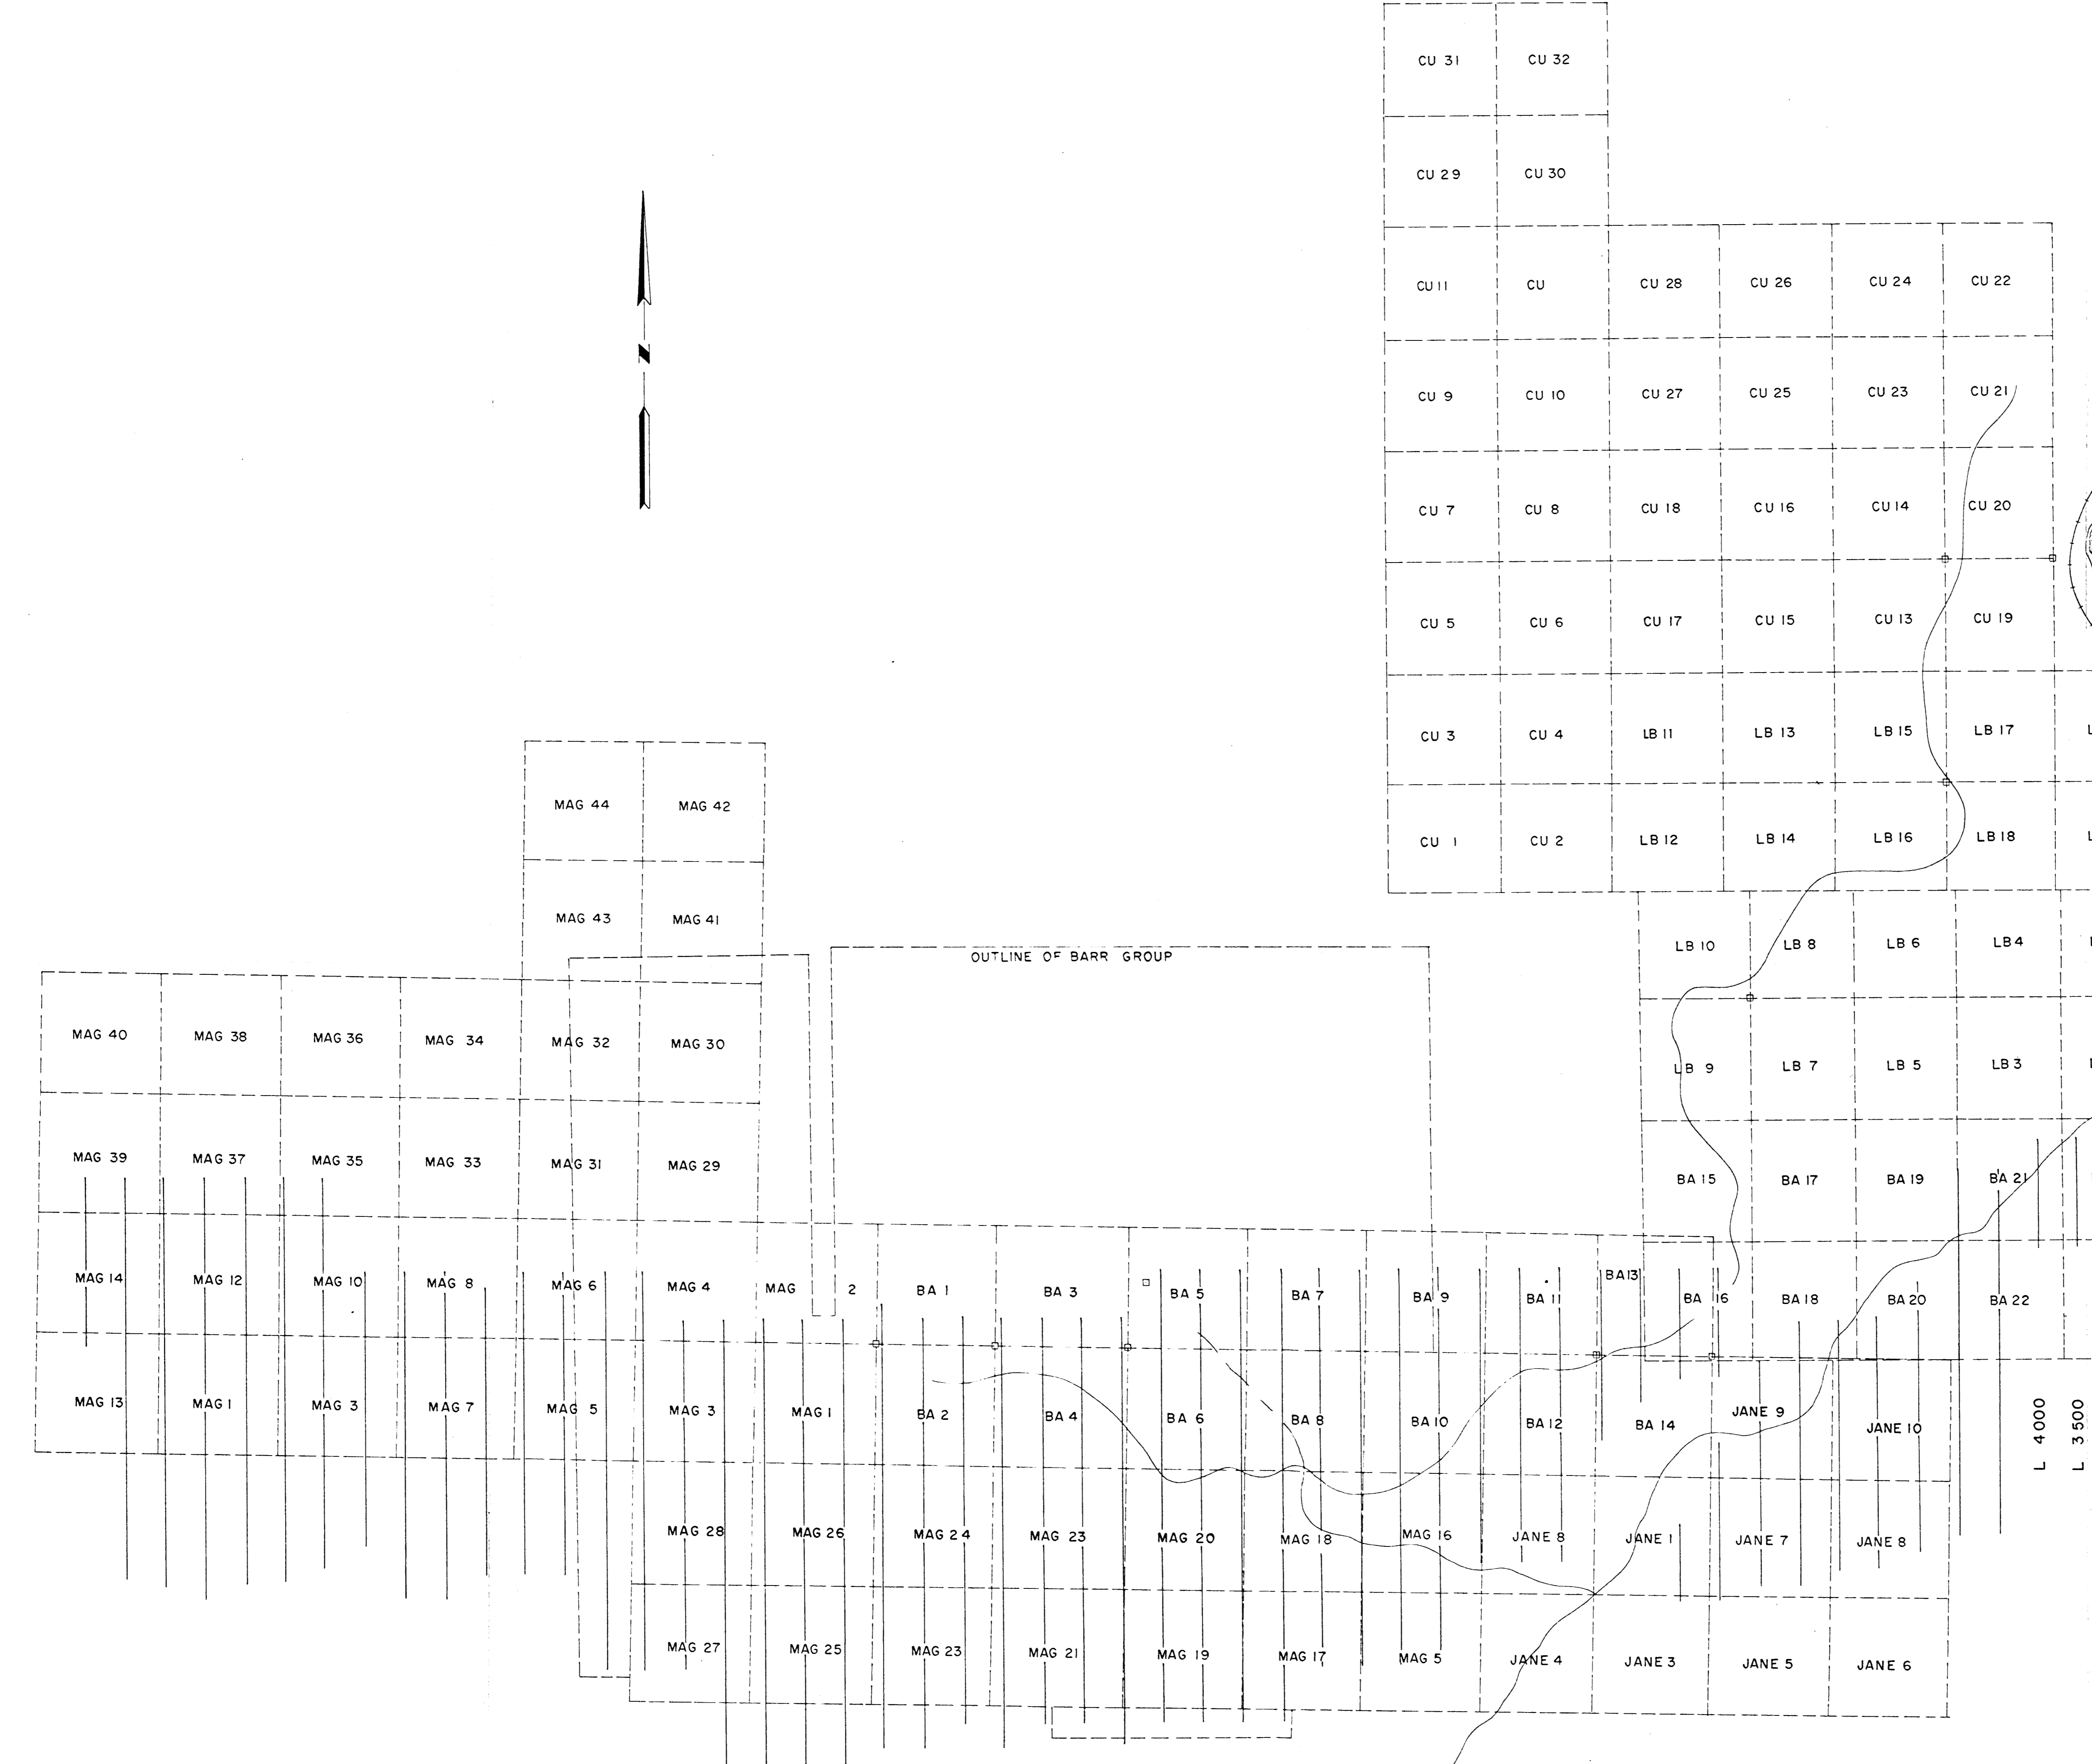 CU 31 CU 32
CU 29 CU 30
CU 11 CU CU 28 CU 26 CU 24 CU 22
N
CU 9 CU 10 CU 27 CU 25 CU 23 CU 21
CU 7 CU 8 CU 18 CU 16 CU 14 CU 20
CU 5 CU 6 CU 17 CU 15 CU 13 CU 19
CU 3 CU 4 LB 11 LB 13 LB 15 LB 17
MAG 44 MAG 42
CU 1 CU 2 LB 12 LB 14 LB 16 LB 18
MAG 43 MAG 41
LB 10 LB 8 LB 6 LB 4
OUTLINE OF BARR GROUP
MAG 40 MAG 38 MAG 36 MAG 34 MAG 32 MAG 30
LB 9 LB 7 LB 5 LB 3
MAG 39 MAG 37 MAG 35 MAG 33 MAG 31 MAG 29
BA 15 BA 17 BA 19 BA 21
MAG 14 MAG 12 MAG 10 MAG 8 MAG 6 MAG 4 MAG 2 BA 1 BA 3 BA 5 BA 7 BA 9 BA 11 BA 13 BA 16 BA 18 BA 20 BA 22
MAG 13 MAG 1 MAG 3 MAG 7 MAG 5 MAG 3 MAG 1 BA 2 BA 4 BA 6 BA 8 BA 10 BA 12 BA 14 JANE 9 JANE 10
L 4000
L 3500
MAG 28 MAG 26 MAG 24 MAG 23 MAG 20 MAG 18 MAG 16 JANE 8 JANE 1 JANE 7 JANE 8
MAG 27 MAG 25 MAG 23 MAG 21 MAG 19 MAG 17 MAG 5 JANE 4 JANE 3 JANE 5 JANE 6